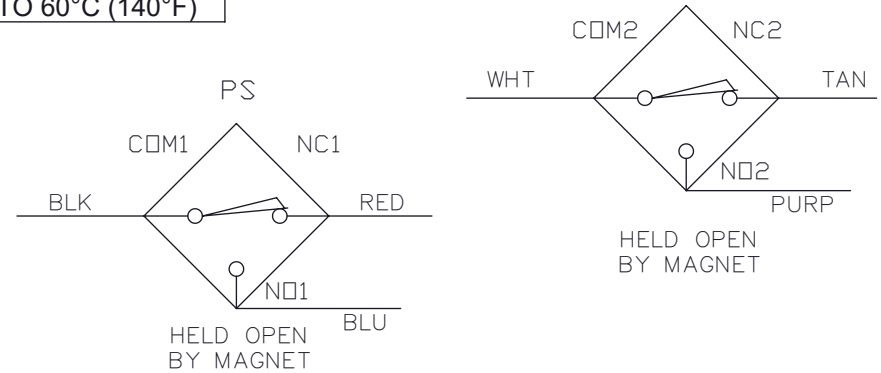 TO 60°C (140°F)
PS
COM1
NC1
BLK
RED
NO1
BLU
HELD OPEN
BY MAGNET
COM2
NC2
WHT
TAN
NO2
PURP
HELD OPEN
BY MAGNET